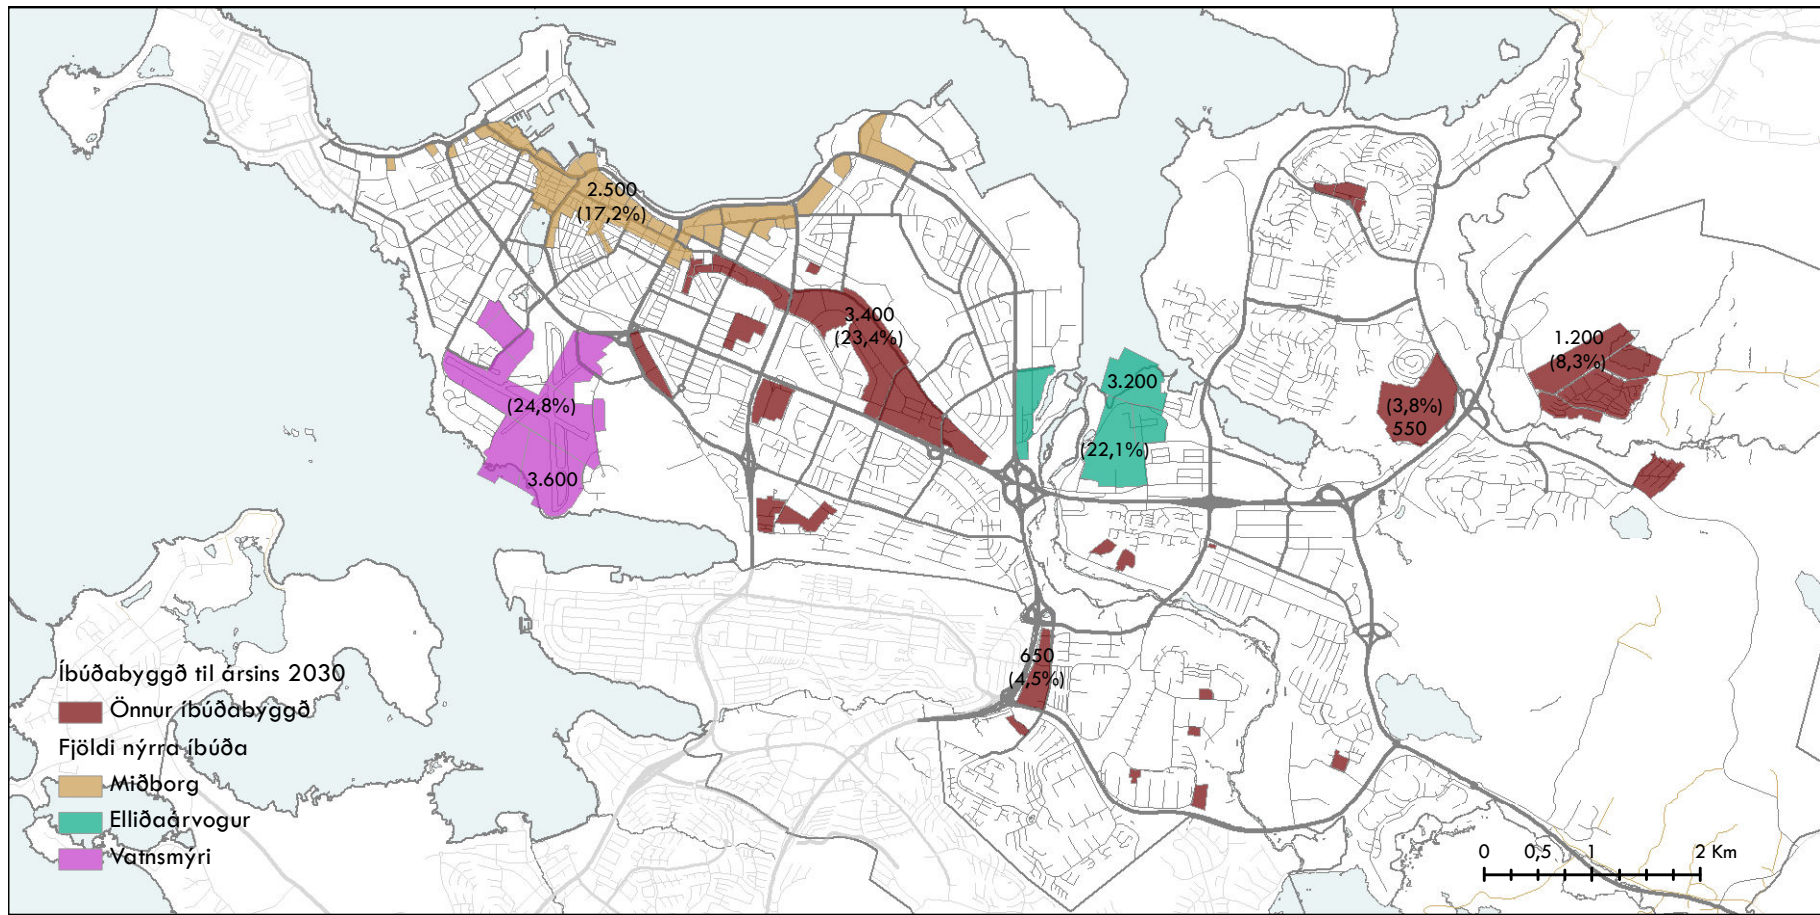 2.500
(17,2%)
3.400
(23,4%)
1.200
(8,3%)
3.200
(22,1%)
(3,8%)
550
(24,8%)
3.600
650
(4,5%)
Íbúðabyggð til ársins 2030
Önnur íbúðabyggð
Fjöldi nýrra íbúða
Miðborg
Elliðaárvogur
Vatnsmýri
0 0,5 1 2 Km